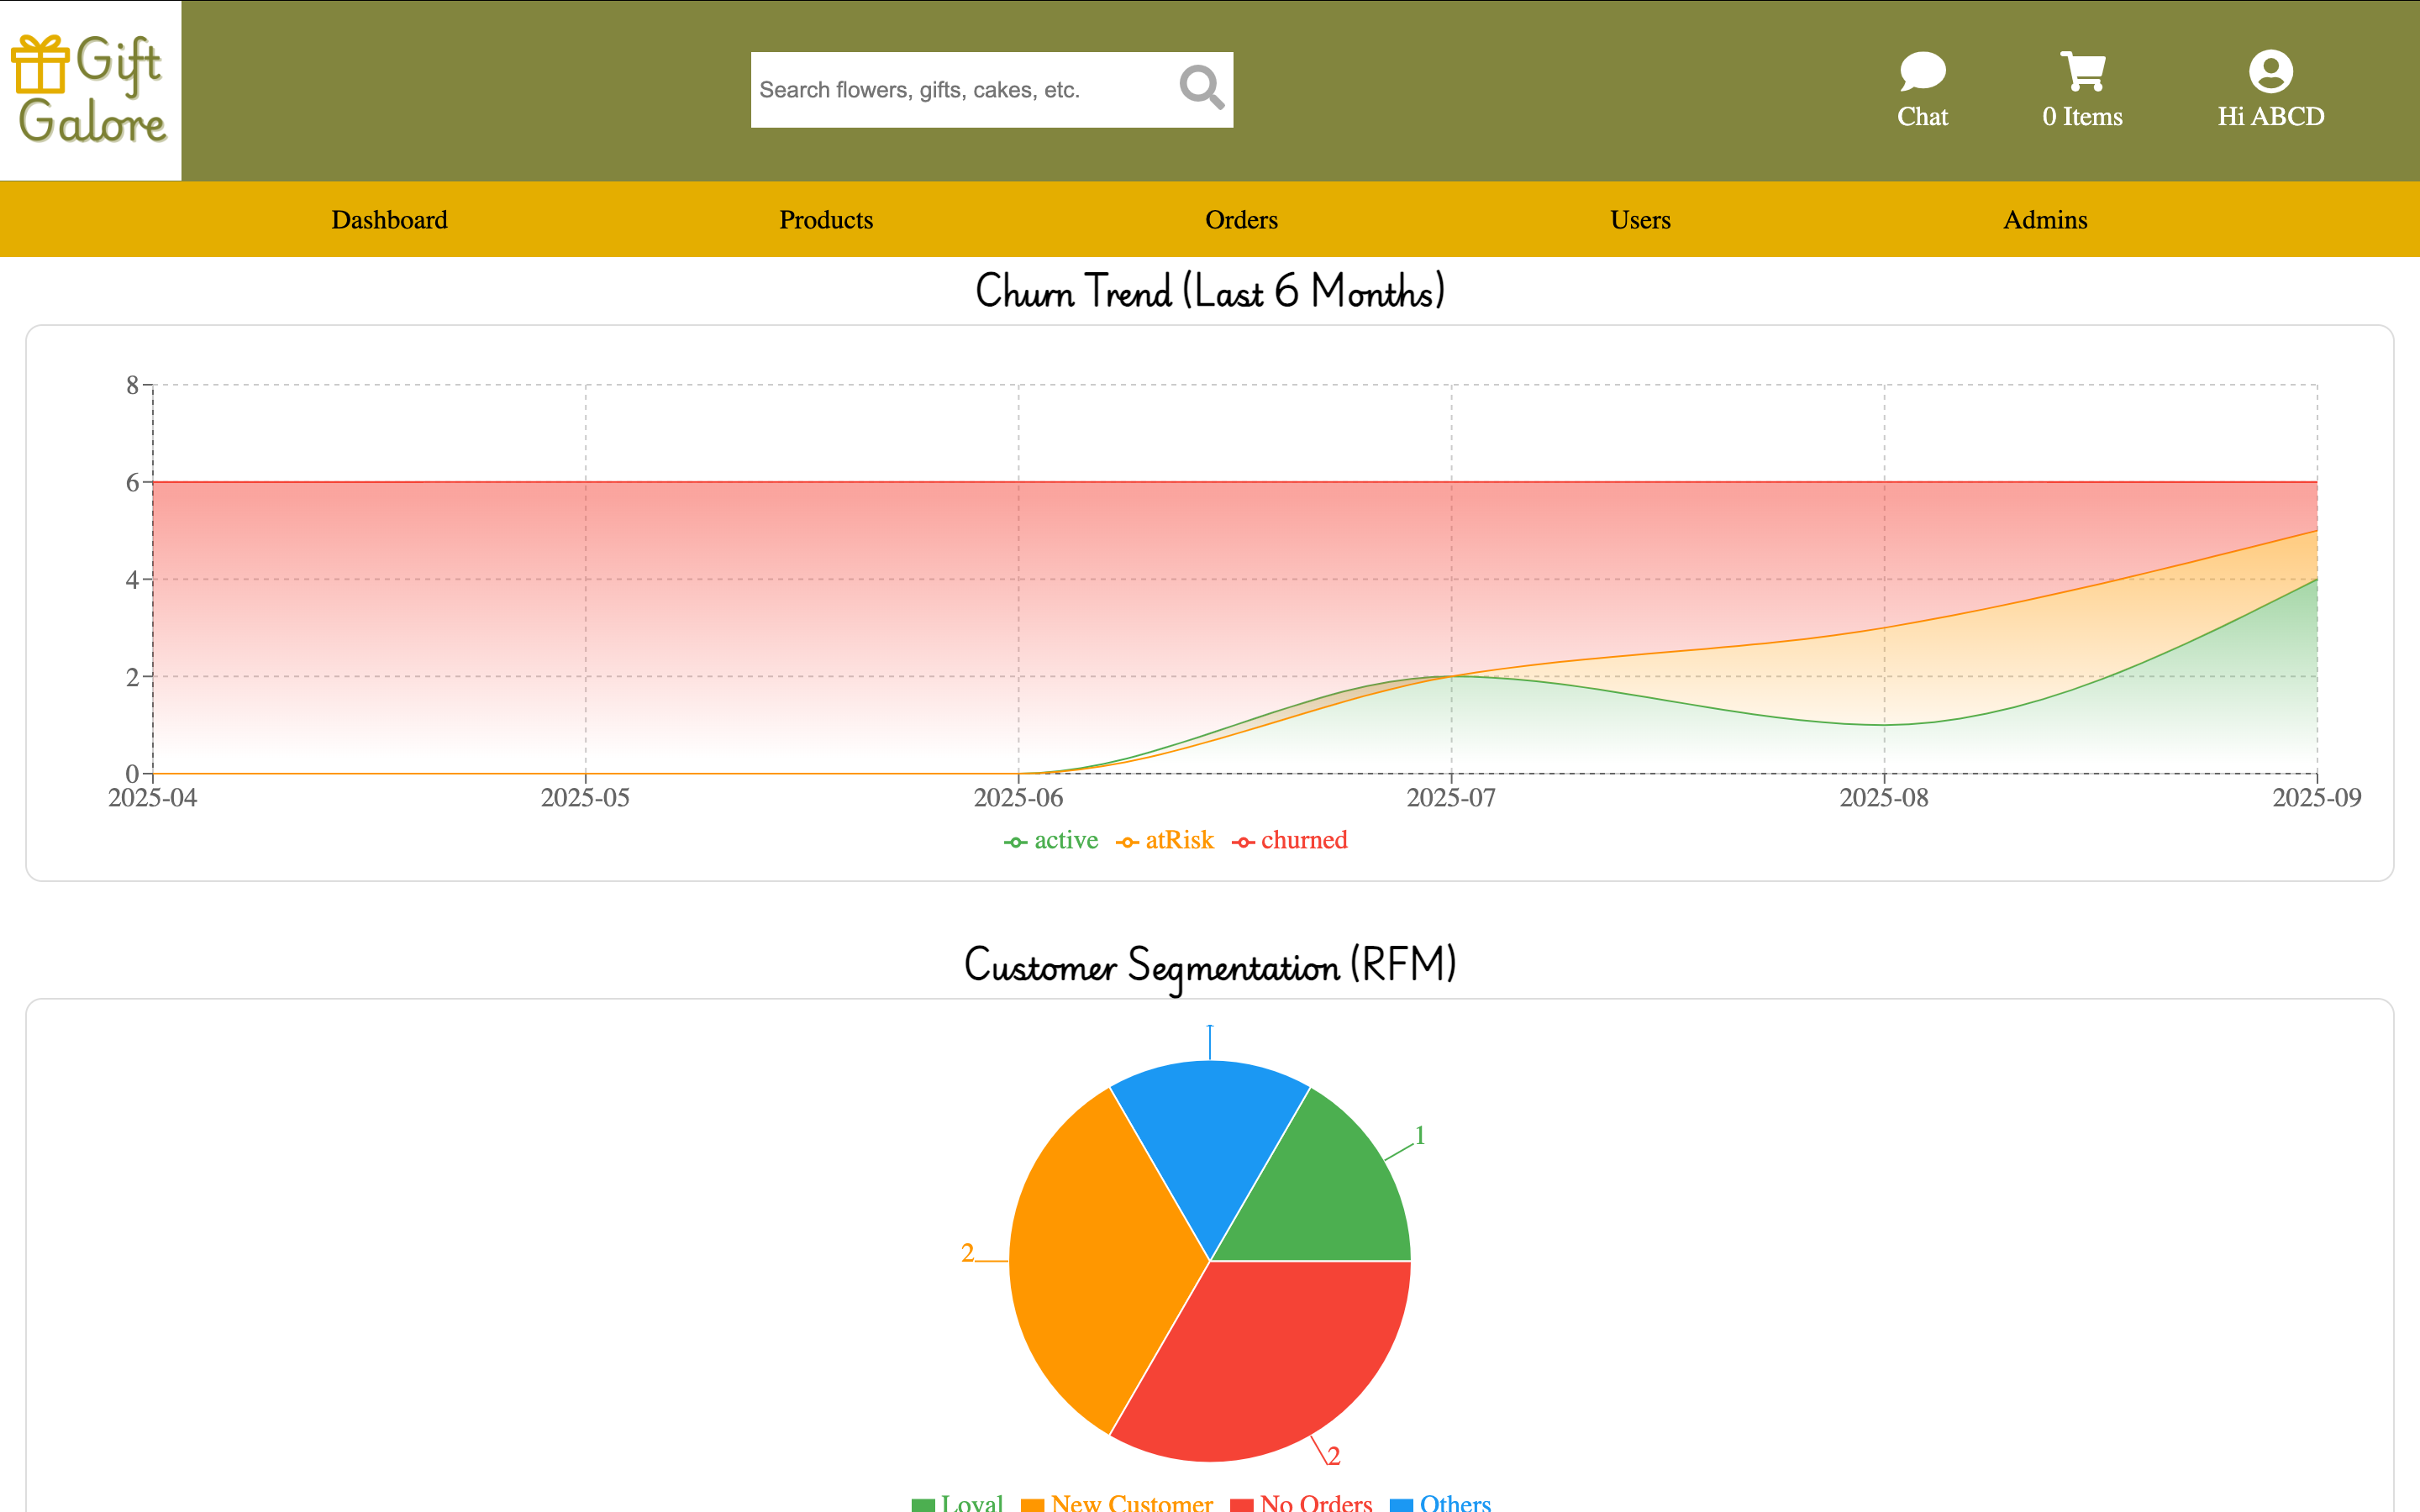 Gift
Galore
Search flowers, gifts, cakes, etc.
Chat
0 Items
Hi ABCD
Dashboard Products Orders Users Admins
Churn Trend (Last 6 Months)
8
6
4
2
0
2025-04 2025-05 2025-06 2025-07 2025-08 2025-09
active atRisk churned
Customer Segmentation (RFM)
1
2
2
Loyal New Customer No Orders Others